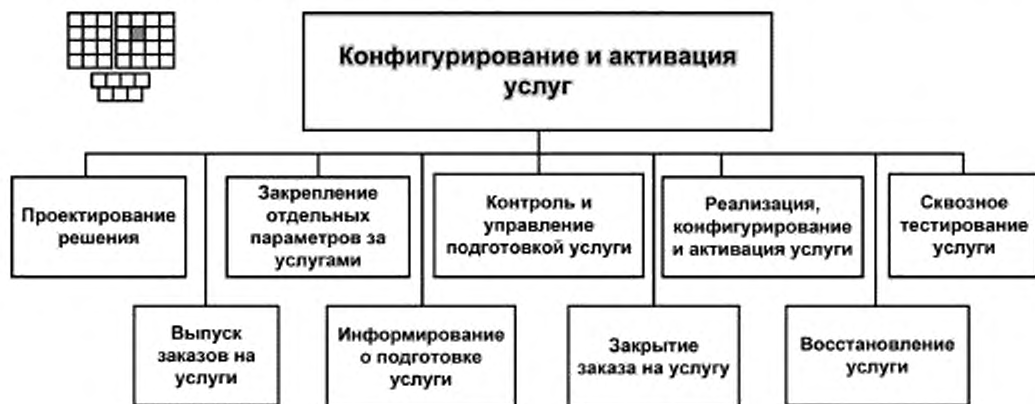 Конфигурирование и активация
услуг
Проектирование
решения
Закрепление
отдельных
параметров за
услугами
Контроль и
управление
подготовкой услуги
Реализация,
конфигурирование
и активация услуги
Сквозное
тестирование
услуги
Выпуск
заказов на
услуги
Информирование
о подготовке
услуги
Закрытие
заказа на услугу
Восстановление
услуги